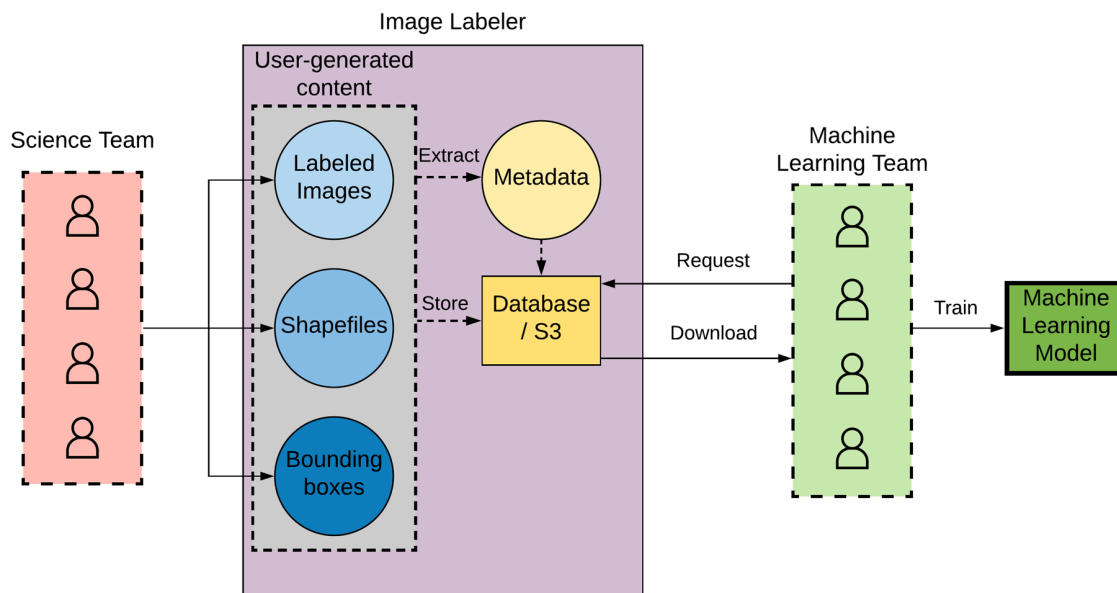 Image Labeler
User-generated
content
Science Team
Labeled
Images
Extract
Metadata
Machine
Learning Team
Shapefiles
Store
Database
/ S3
Request
Download
Train
Machine
Learning
Model
Bounding
boxes